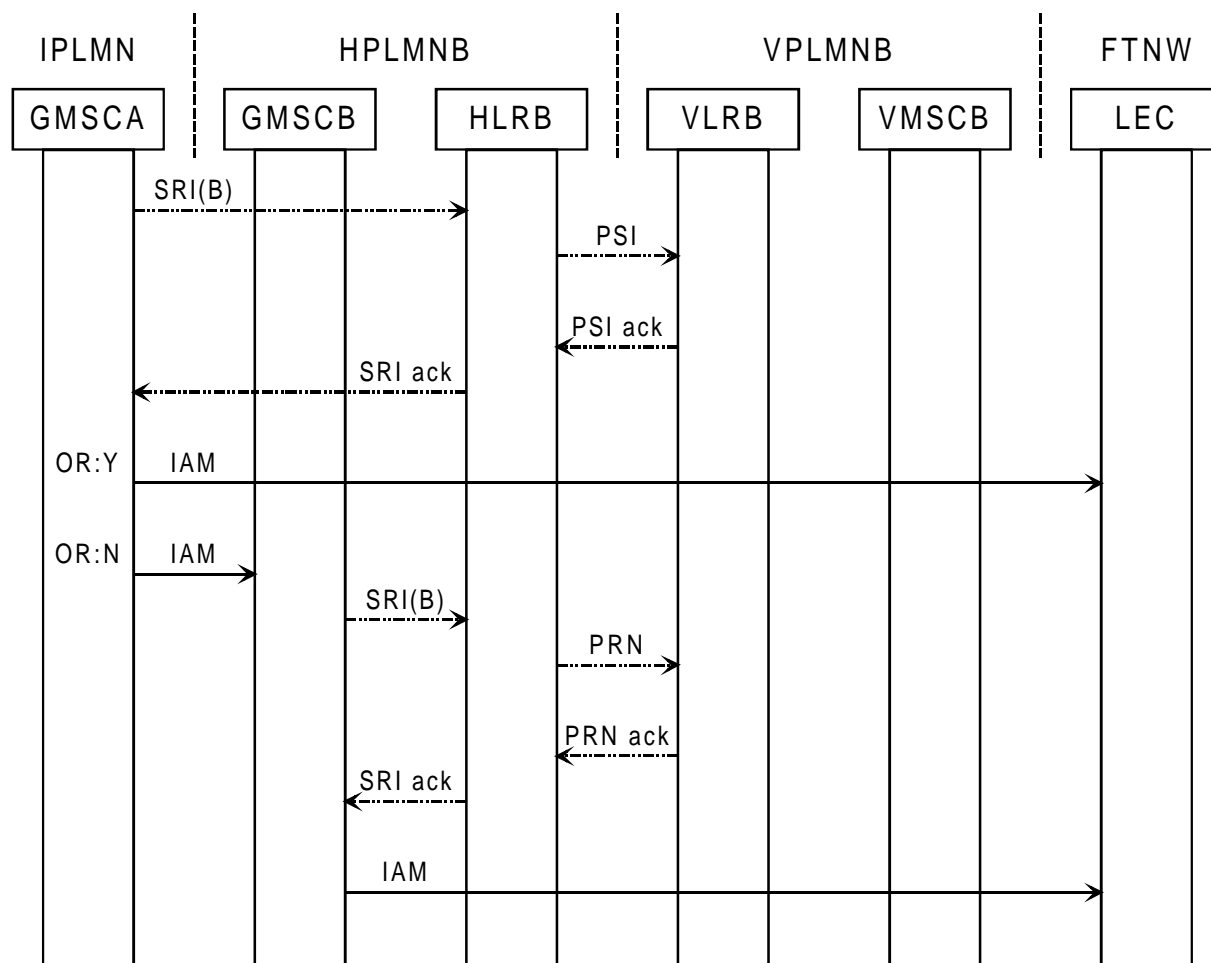 IPLMN HPLMNB VPLMNB FTNW
GMSCA GMSCB HLRB VLRB VMSCB LEC
SRI(B)
PSI
PSI ack
SRI ack
OR:Y IAM
OR:N IAM
SRI(B)
PRN
PRN ack
SRI ack
IAM